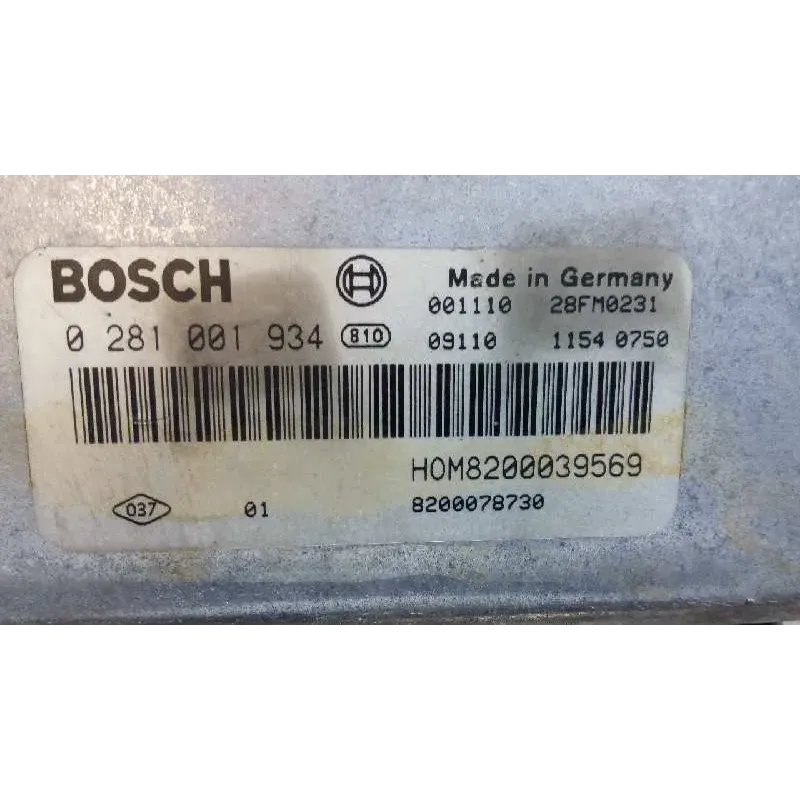 BOSCH Made in Germany
001110 28FM0231
0 281 001 934 810 09110 1154 0750
HOM8200039569
037 01 8200078730